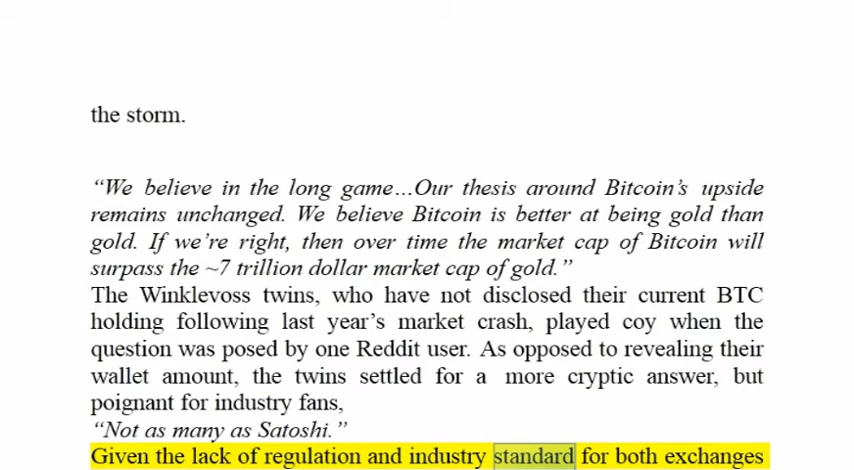 the storm.
“We believe in the long game…Our thesis around Bitcoin’s upside
remains unchanged. We believe Bitcoin is better at being gold than
gold. If we’re right, then over time the market cap of Bitcoin will
surpass the ~7 trillion dollar market cap of gold.”
The Winklevoss twins, who have not disclosed their current BTC
holding following last year’s market crash, played coy when the
question was posed by one Reddit user. As opposed to revealing their
wallet amount, the twins settled for a more cryptic answer, but
poignant for industry fans,
“Not as many as Satoshi.”
Given the lack of regulation and industry standard for both exchanges